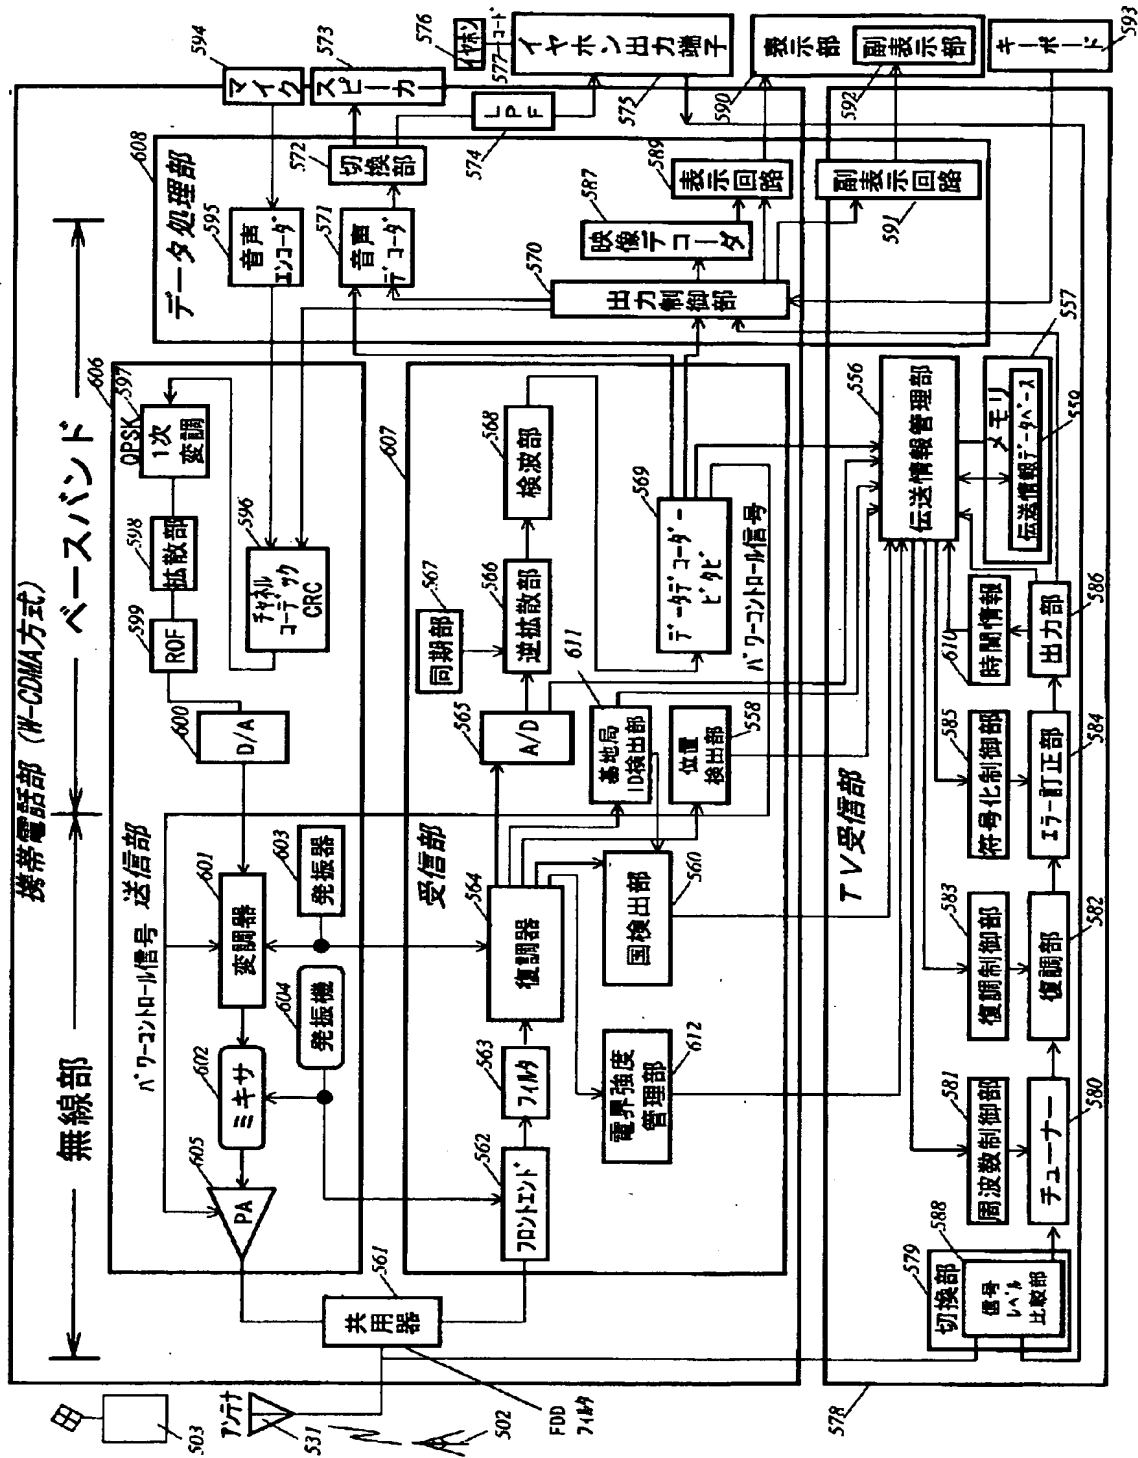 携帯電話部 (W-CDMA方式)
無線部
ベースバンド
606
送信部
パワーコントロール信号
605
PA
602
ミキサ
601
変調器
604
発振機
603
発振器
600
D/A
599
ROF
598
拡散部
QPSK
597
1次
変調
596
チャネル
コーデック
CRC
608
データ処理部
595
音声
エンコーダ
594
マイク
573
スピーカ
572
切換部
571
音声
デコーダ
574
LPF
576
イヤホン
577
コード
イヤホン出力端子
575
570
出力制御部
587
映像デコーダ
589
表示回路
590
表示部
592
副表示部
591
副表示回路
593
キーボード
607
受信部
562
フロントエンド
563
フィルタ
564
復調器
565
A/D
567
同期部
566
逆拡散部
568
検波部
569
データデコーダー
ビタビ
パワーコントロール信号
611
基地局
ID検出部
558
位置
検出部
560
国検出部
612
電界強度
管理部
503
アンテナ
531
502
561
共用器
FDD
フィルタ
578
TV受信部
579
切換部
588
信号
レベル
比較部
580
チューナー
581
周波数制御部
582
復調部
583
復調制御部
584
エラー訂正部
585
符号化制御部
586
出力部
610
時間情報
556
伝送情報管理部
557
メモリ
伝送情報データベース
559